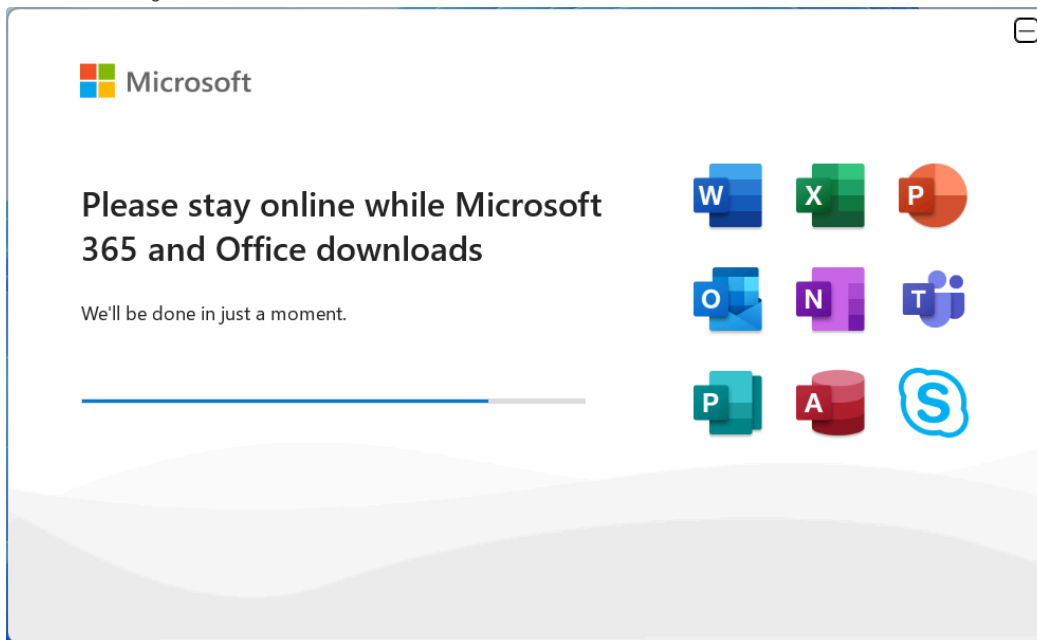 Microsoft
Please stay online while Microsoft
365 and Office downloads
We'll be done in just a moment.
W X P
O N T
P A S